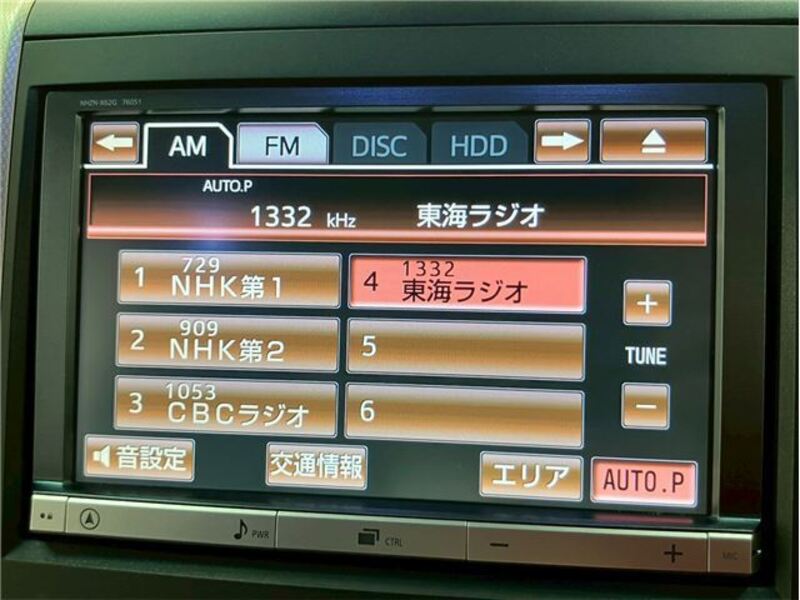 NHZN-X62G 76051
AM FM DISC HDD
AUTO.P
1332 kHz 東海ラジオ
1 729 NHK第1
4 1332 東海ラジオ
2 909 NHK第2
5
3 1053 CBCラジオ
6
+
TUNE
−
音設定 交通情報 エリア AUTO.P
♪ PWR CTRL − + MIC